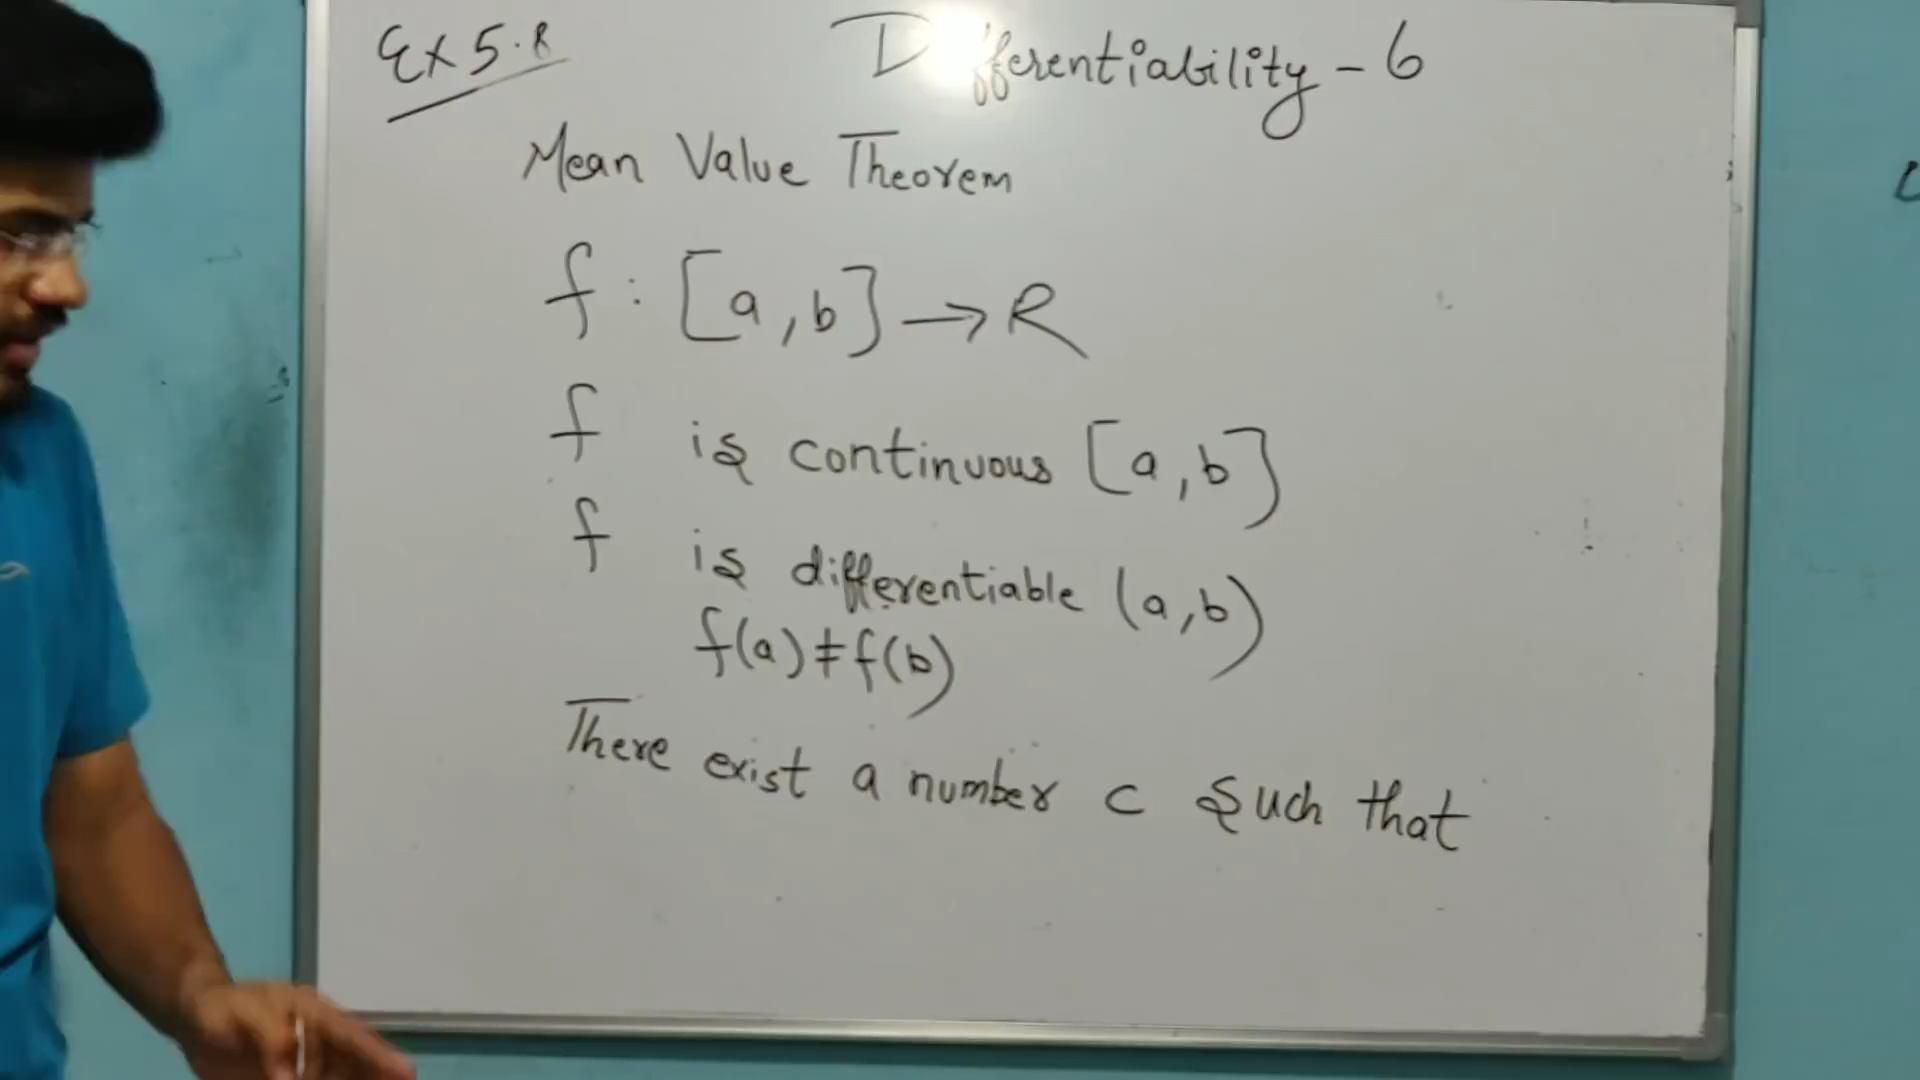 Ex 5.8
Differentiability - 6
Mean Value Theorem
f : [a, b] → R
f is continuous [a, b]
f is differentiable (a, b)
f(a) ≠ f(b)
There exist a number c such that